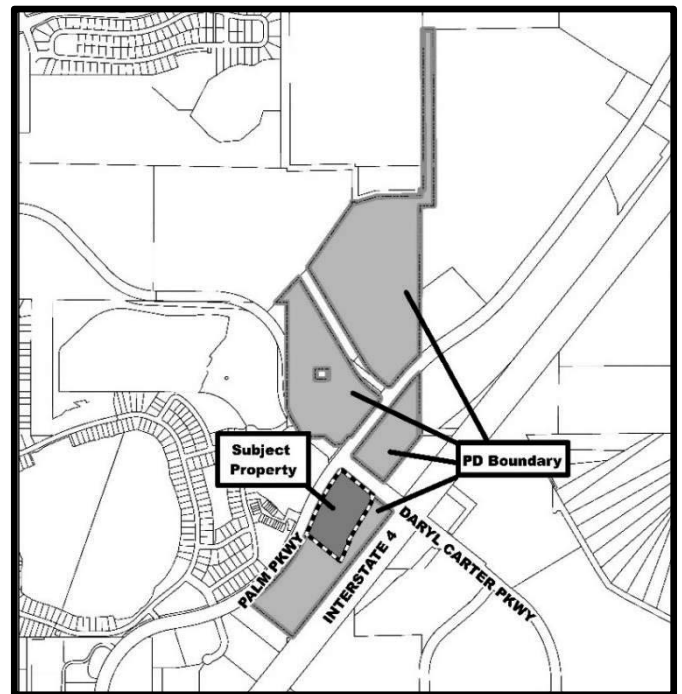 Subject
Property
PD Boundary
PALM PKWY
INTERSTATE 4
DARYL CARTER PKWY